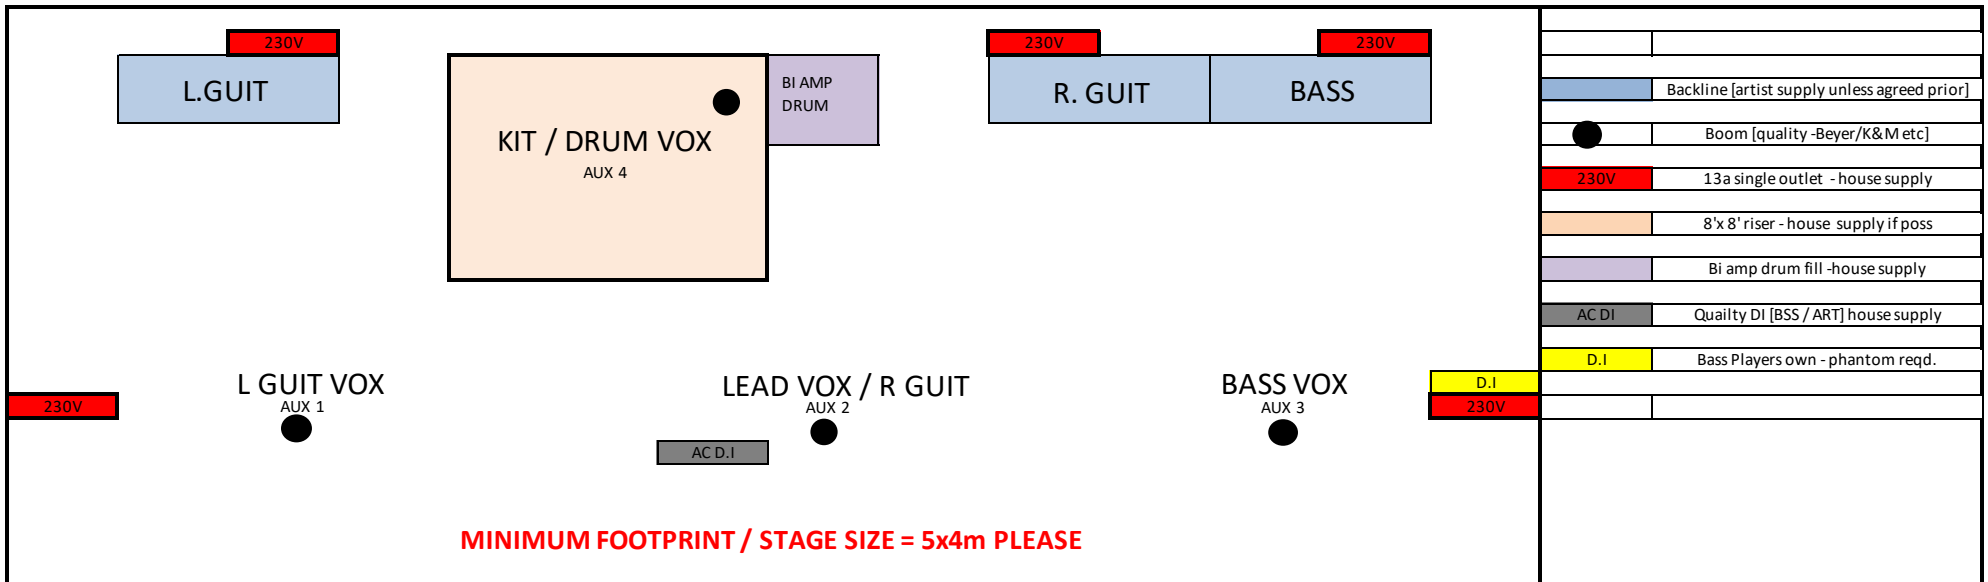 230V
230V
230V
L.GUIT
BI AMP
DRUM
R. GUIT
BASS
KIT / DRUM VOX
AUX 4
L GUIT VOX
AUX 1
LEAD VOX / R GUIT
AUX 2
BASS VOX
AUX 3
D.I
230V
230V
AC D.I
MINIMUM FOOTPRINT / STAGE SIZE = 5x4m PLEASE
Backline [artist supply unless agreed prior]
Boom [quality -Beyer/K&M etc]
230V 13a single outlet - house supply
8'x 8' riser - house supply if poss
Bi amp drum fill -house supply
AC DI Quailty DI [BSS / ART] house supply
D.I Bass Players own - phantom reqd.